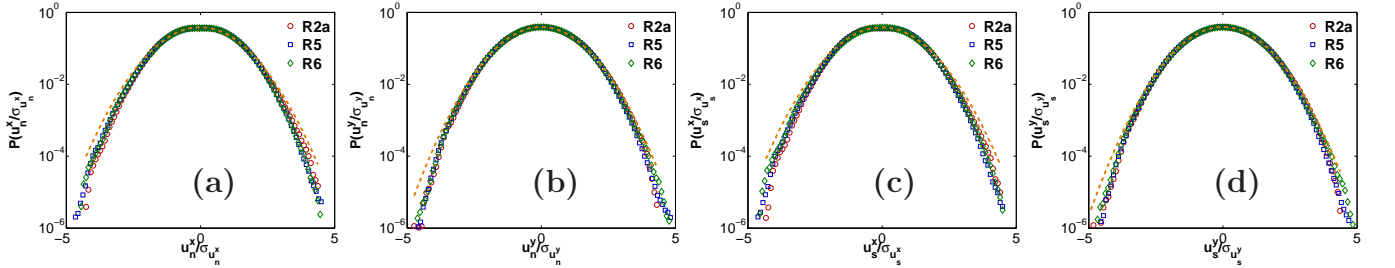 P(u_n^x/σ_{u_n^x})
10^0
10^{-2}
10^{-4}
10^{-6}
−5
0
5
u_n^x/σ_{u_n^x}
R2a
R5
R6
(a)
P(u_n^y/σ_{u_n^y})
10^0
10^{-2}
10^{-4}
10^{-6}
−5
0
5
u_n^y/σ_{u_n^y}
R2a
R5
R6
(b)
P(u_s^x/σ_{u_s^x})
10^0
10^{-2}
10^{-4}
10^{-6}
−5
0
5
u_s^x/σ_{u_s^x}
R2a
R5
R6
(c)
P(u_s^y/σ_{u_s^y})
10^0
10^{-2}
10^{-4}
10^{-6}
−5
0
5
u_s^y/σ_{u_s^y}
R2a
R5
R6
(d)